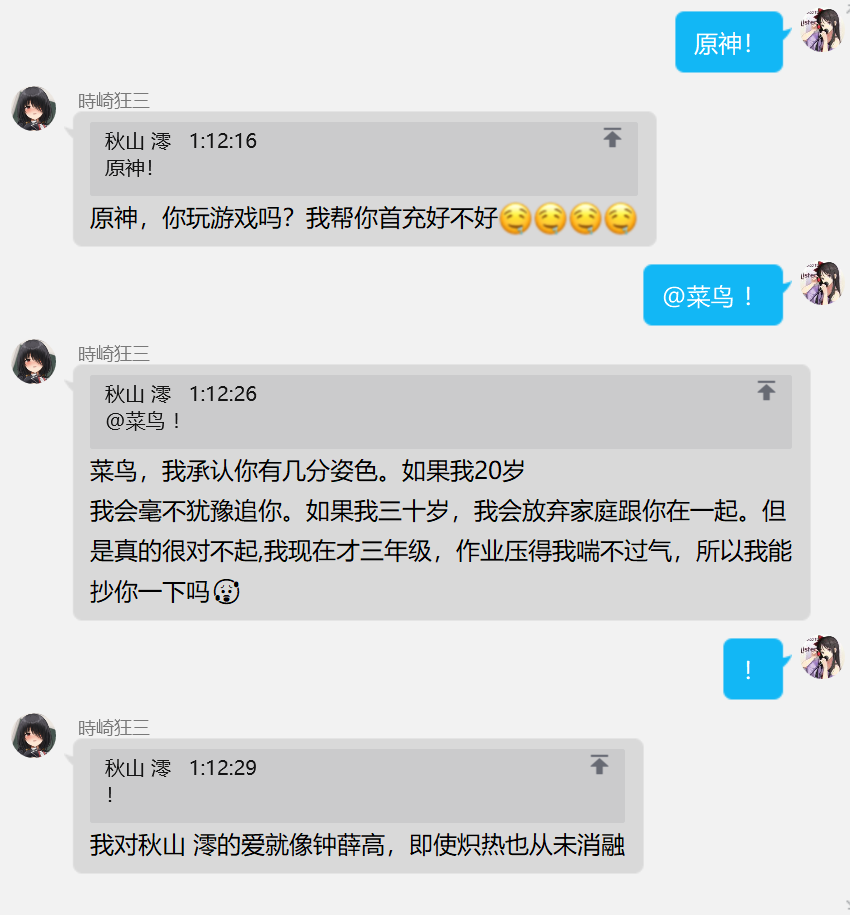 原神！
時崎狂三
秋山 澪 1:12:16
原神！
原神，你玩游戏吗？我帮你首充好不好🤤🤤🤤🤤
@菜鸟 ！
時崎狂三
秋山 澪 1:12:26
@菜鸟 ！
菜鸟，我承认你有几分姿色。如果我20岁
我会毫不犹豫追你。如果我三十岁，我会放弃家庭跟你在一起。但
是真的很对不起,我现在才三年级，作业压得我喘不过气，所以我能
抄你一下吗😰
！
時崎狂三
秋山 澪 1:12:29
！
我对秋山 澪的爱就像钟薛高，即使炽热也从未消融